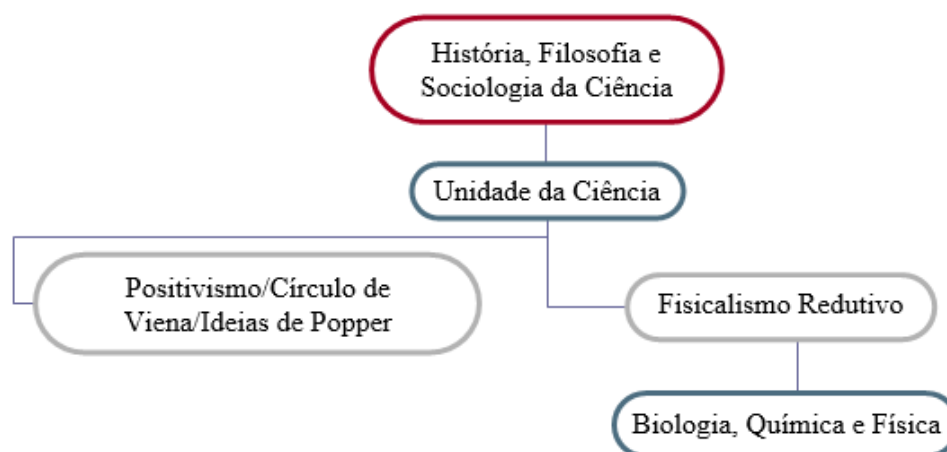 História, Filosofia e
Sociologia da Ciência
Unidade da Ciência
Positivismo/Círculo de
Viena/Ideias de Popper
Fisicalismo Redutivo
Biologia, Química e Física